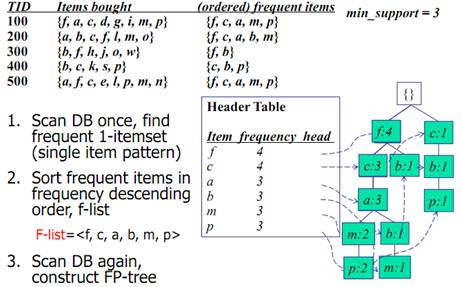 TID Items bought (ordered) frequent items
100 {f, a, c, d, g, i, m, p} {f, c, a, m, p}
200 {a, b, c, f, l, m, o} {f, c, a, b, m}
300 {b, f, h, j, o, w} {f, b}
400 {b, c, k, s, p} {c, b, p}
500 {a, f, c, e, l, p, m, n} {f, c, a, m, p}
min_support = 3
1. Scan DB once, find
frequent 1-itemset
(single item pattern)
2. Sort frequent items in
frequency descending
order, f-list
F-list=<f, c, a, b, m, p>
3. Scan DB again,
construct FP-tree
Header Table
Item frequency head
f 4
c 4
a 3
b 3
m 3
p 3
{}
f:4 c:1
c:3 b:1 b:1
a:3 p:1
m:2 b:1
p:2 m:1